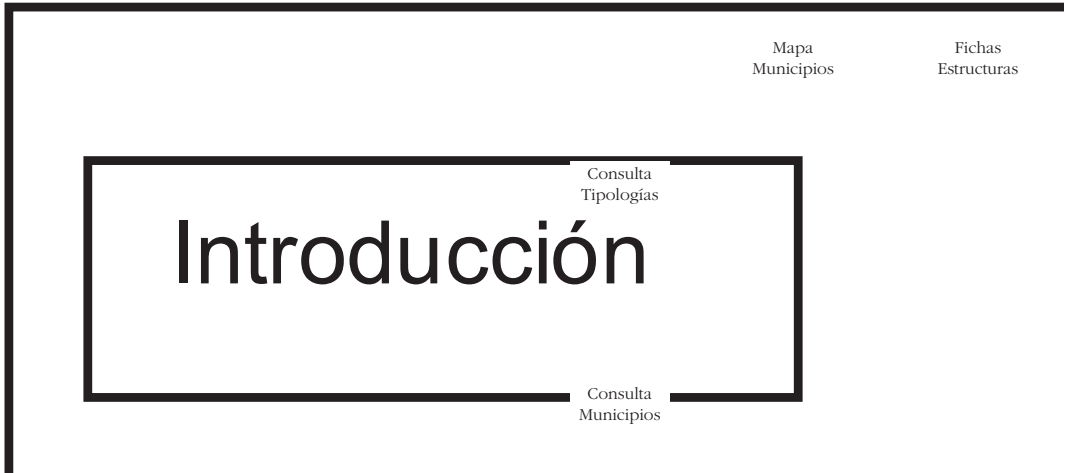 Mapa
Municipios
Fichas
Estructuras
Consulta
Tipologías
Introducción
Consulta
Municipios